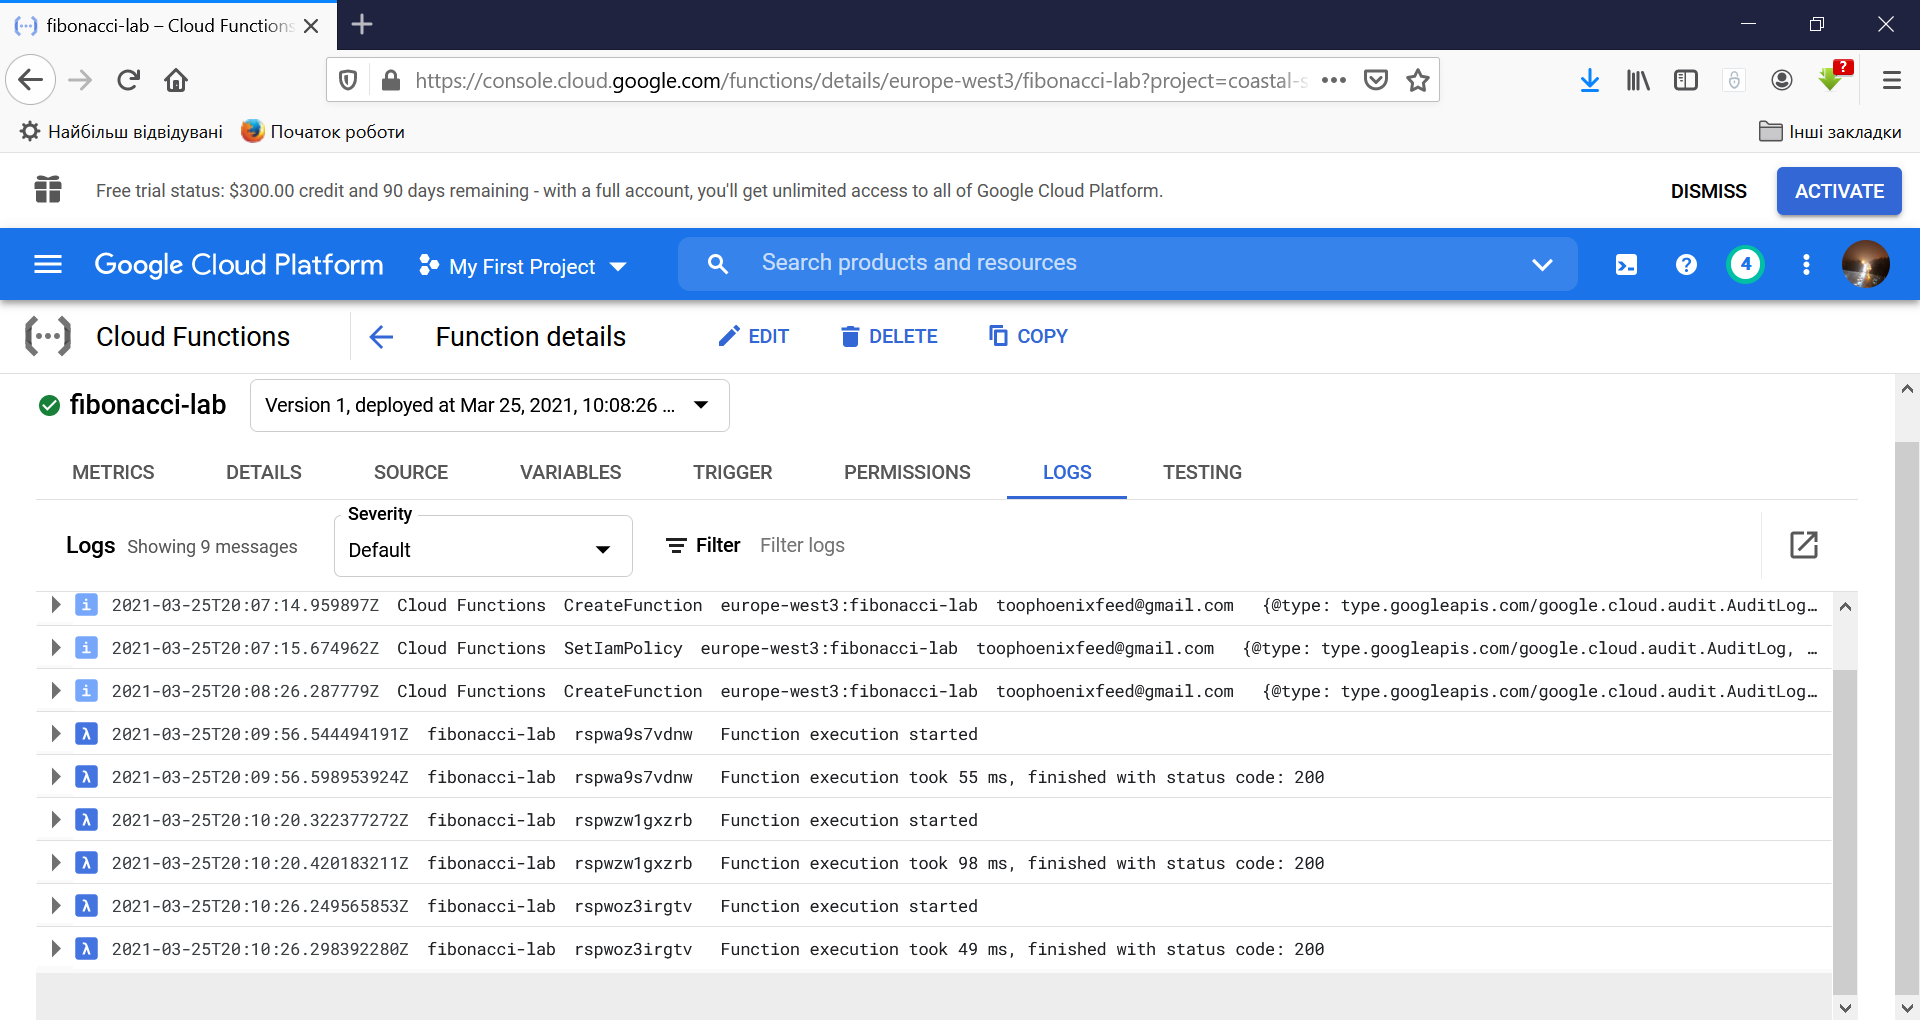 fibonacci-lab – Cloud Functions
https://console.cloud.google.com/functions/details/europe-west3/fibonacci-lab?project=coastal-s
?
Найбільш відвідувані
Початок роботи
Інші закладки
Free trial status: $300.00 credit and 90 days remaining - with a full account, you'll get unlimited access to all of Google Cloud Platform.
DISMISS
ACTIVATE
Google Cloud Platform
My First Project
Search products and resources
4
Cloud Functions
Function details
EDIT
DELETE
COPY
fibonacci-lab
Version 1, deployed at Mar 25, 2021, 10:08:26 ...
METRICS
DETAILS
SOURCE
VARIABLES
TRIGGER
PERMISSIONS
LOGS
TESTING
Logs
Showing 9 messages
Severity
Default
Filter
Filter logs
2021-03-25T20:07:14.959897Z Cloud Functions CreateFunction europe-west3:fibonacci-lab toophoenixfeed@gmail.com {@type: type.googleapis.com/google.cloud.audit.AuditLog…
2021-03-25T20:07:15.674962Z Cloud Functions SetIamPolicy europe-west3:fibonacci-lab toophoenixfeed@gmail.com {@type: type.googleapis.com/google.cloud.audit.AuditLog, …
2021-03-25T20:08:26.287779Z Cloud Functions CreateFunction europe-west3:fibonacci-lab toophoenixfeed@gmail.com {@type: type.googleapis.com/google.cloud.audit.AuditLog…
λ 2021-03-25T20:09:56.544494191Z fibonacci-lab rspwa9s7vdnw Function execution started
λ 2021-03-25T20:09:56.598953924Z fibonacci-lab rspwa9s7vdnw Function execution took 55 ms, finished with status code: 200
λ 2021-03-25T20:10:20.322377272Z fibonacci-lab rspwzw1gxzrb Function execution started
λ 2021-03-25T20:10:20.420183211Z fibonacci-lab rspwzw1gxzrb Function execution took 98 ms, finished with status code: 200
λ 2021-03-25T20:10:26.249565853Z fibonacci-lab rspwoz3irgtv Function execution started
λ 2021-03-25T20:10:26.298392280Z fibonacci-lab rspwoz3irgtv Function execution took 49 ms, finished with status code: 200